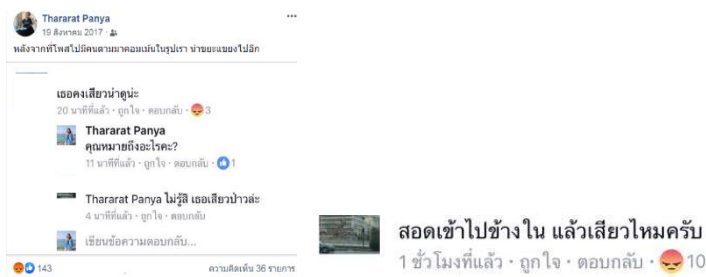 Thararat Panya
19 สิงหาคม 2017 ·
หลังจากที่โพสไปมีคนตามมาคอมเม้นในรูปเรา น่าขยะแขยงไปอีก
เธอคงเสียวน่าดูน่ะ
20 นาทีที่แล้ว · ถูกใจ · ตอบกลับ · 3
Thararat Panya
คุณหมายถึงอะไรคะ?
11 นาทีที่แล้ว · ถูกใจ · ตอบกลับ · 1
Thararat Panya ไม่รู้สิ เธอเสียวป่าวล่ะ
4 นาทีที่แล้ว · ถูกใจ · ตอบกลับ
เขียนข้อความตอบกลับ...
143 ความคิดเห็น 36 รายการ
สอดเข้าไปข้างใน แล้วเสียวไหมครับ
1 ชั่วโมงที่แล้ว · ถูกใจ · ตอบกลับ · 10